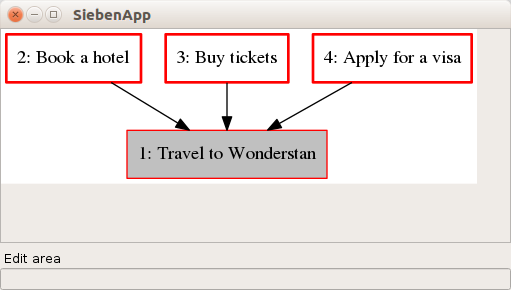 SiebenApp
2: Book a hotel
3: Buy tickets
4: Apply for a visa
1: Travel to Wonderstan
Edit area